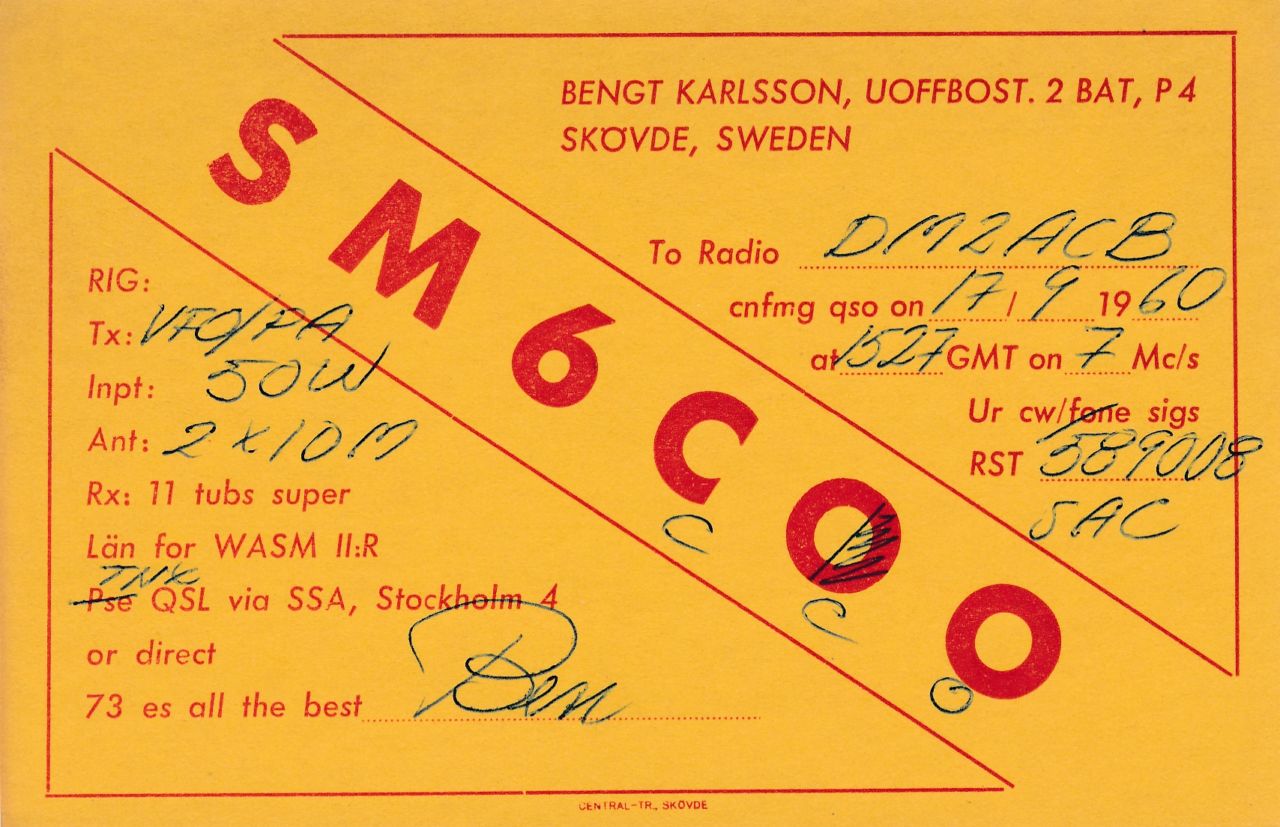 BENGT KARLSSON, UOFFBOST. 2 BAT, P4
SKÖVDE, SWEDEN
SM6COO
C C O
To Radio DM2ACB
cnfmg qso on 17/9 1960
at 1527 GMT on 7 Mc/s
Ur cw/fone sigs
RST 589008
SAC
RIG:
Tx: VFO/PA
Inpt: 50W
Ant: 2 x 10M
Rx: 11 tubs super
Län for WASM II:R
TNX
Pse QSL via SSA, Stockholm 4
or direct
73 es all the best Ben
CENTRAL-TR., SKÖVDE